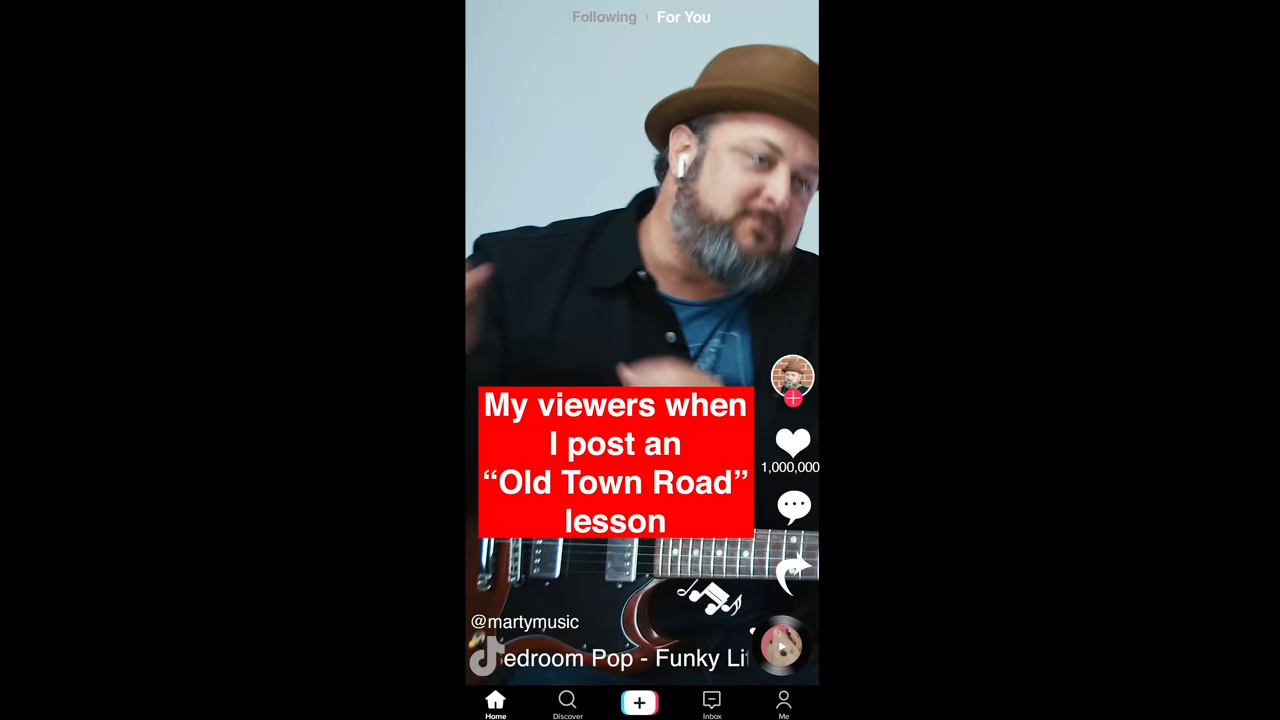 Following
For You
My viewers when
I post an
“Old Town Road”
lesson
1,000,000
@martymusic
edroom Pop - Funky Li
Home
Discover
Inbox
Me